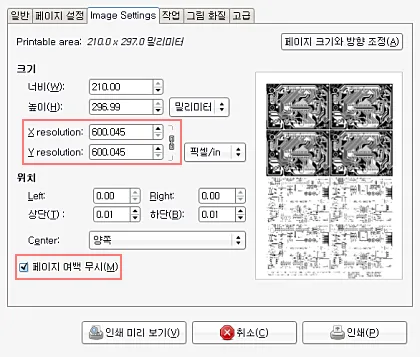 일반 페이지 설정 Image Settings 작업 그림 화질 고급
Printable area: 210.0 x 297.0 밀리미터 페이지 크기와 방향 조정(A)
크기
너비(W): 210.00
높이(H): 296.99 밀리미터
X resolution: 600.045
Y resolution: 600.045 픽셀/in
위치
Left: 0.00 Right: 0.00
상단(T) : 0.01 하단(B): 0.01
Center: 양쪽
페이지 여백 무시(M)
인쇄 미리 보기(V) 취소(C) 인쇄(P)